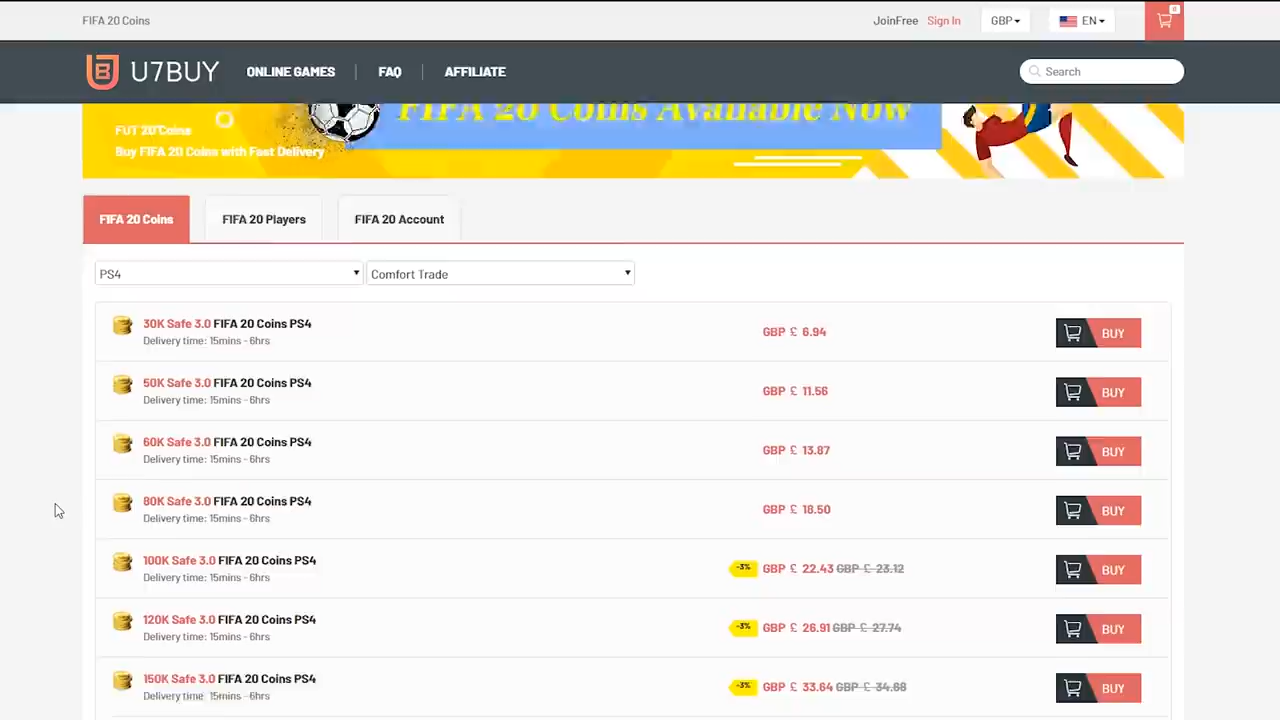 FIFA 20 Coins
JoinFree Sign In GBP EN 0
U7BUY ONLINE GAMES FAQ AFFILIATE Search
FIFA 20 Coins Available Now
FUT 20 Coins
Buy FIFA 20 Coins with Fast Delivery
FIFA 20 Coins FIFA 20 Players FIFA 20 Account
PS4 Comfort Trade
30K Safe 3.0 FIFA 20 Coins PS4 GBP £ 6.94 BUY
Delivery time: 15mins - 6hrs
50K Safe 3.0 FIFA 20 Coins PS4 GBP £ 11.56 BUY
Delivery time: 15mins - 6hrs
60K Safe 3.0 FIFA 20 Coins PS4 GBP £ 13.87 BUY
Delivery time: 15mins - 6hrs
80K Safe 3.0 FIFA 20 Coins PS4 GBP £ 18.50 BUY
Delivery time: 15mins - 6hrs
100K Safe 3.0 FIFA 20 Coins PS4 -3% GBP £ 22.43 GBP £ 23.12 BUY
Delivery time: 15mins - 6hrs
120K Safe 3.0 FIFA 20 Coins PS4 -3% GBP £ 26.91 GBP £ 27.74 BUY
Delivery time: 15mins - 6hrs
150K Safe 3.0 FIFA 20 Coins PS4 -3% GBP £ 33.64 GBP £ 34.68 BUY
Delivery time: 15mins - 6hrs